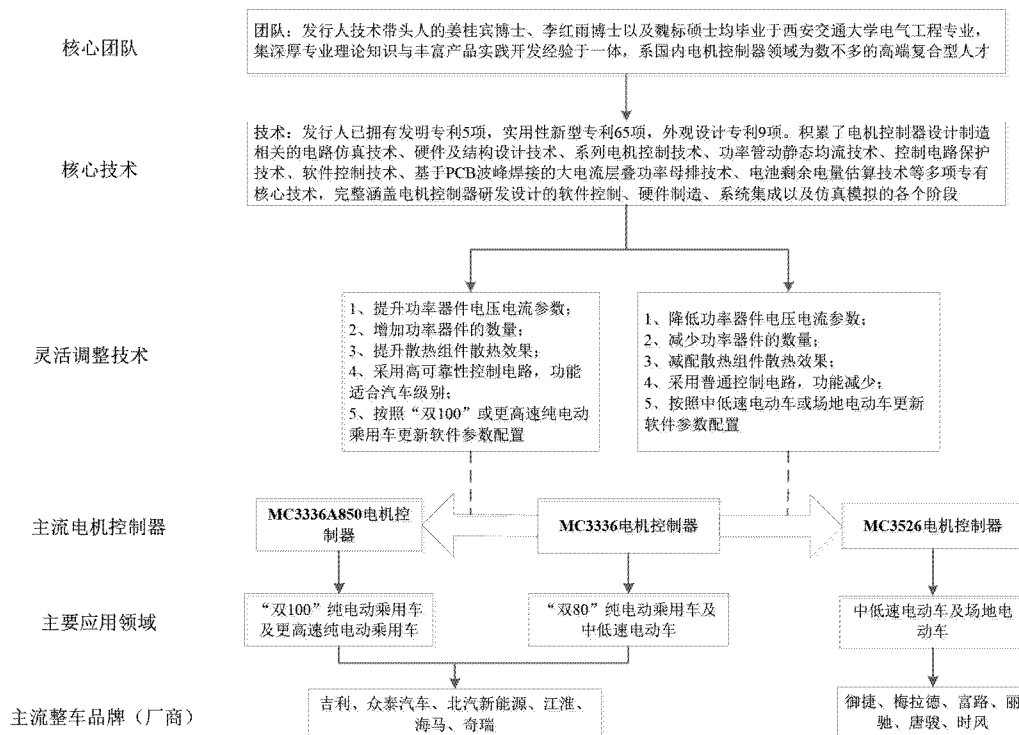 核心团队
团队：发行人技术带头人的姜桂宾博士、李红雨博士以及魏标硕士均毕业于西安交通大学电气工程专业，
集深厚专业理论知识与丰富产品实践开发经验于一体，系国内电机控制器领域为数不多的高端复合型人才
核心技术
技术：发行人已拥有发明专利5项，实用性新型专利65项，外观设计专利9项。积累了电机控制器设计制造
相关的电路仿真技术、硬件及结构设计技术、系列电机控制技术、功率管动静态均流技术、控制电路保护
技术、软件控制技术、基于PCB波峰焊接的大电流层叠功率母排技术、电池剩余电量估算技术等多项专有
核心技术，完整涵盖电机控制器研发设计的软件控制、硬件制造、系统集成以及仿真模拟的各个阶段
灵活调整技术
1、提升功率器件电压电流参数；
2、增加功率器件的数量；
3、提升散热组件散热效果；
4、采用高可靠性控制电路，功能
适合汽车级别；
5、按照“双100”或更高速纯电动
乘用车更新软件参数配置
1、降低功率器件电压电流参数；
2、减少功率器件的数量；
3、减配散热组件散热效果；
4、采用普通控制电路，功能减少；
5、按照中低速电动车或场地电动车更新
软件参数配置
主流电机控制器
MC3336A850电机控
制器
MC3336电机控制器
MC3526电机控制器
主要应用领域
“双100”纯电动乘用车
及更高速纯电动乘用车
“双80”纯电动乘用车及
中低速电动车
中低速电动车及场地电
动车
主流整车品牌（厂商）
吉利、众泰汽车、北汽新能源、江淮、
海马、奇瑞
御捷、梅拉德、富路、丽
驰、唐骏、时风